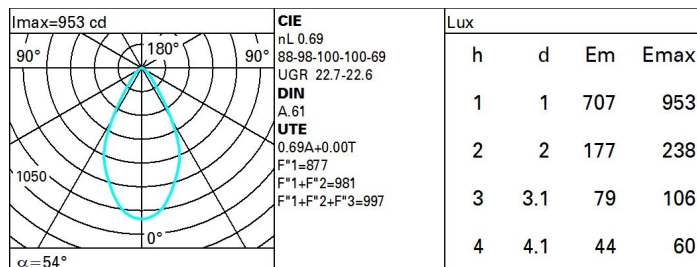 Imax=953 cd
90° 180° 90°
1050
0°
α=54°
CIE
nL 0.69
88-98-100-100-69
UGR 22.7-22.6
DIN
A.61
UTE
0.69A+0.00T
F"1=877
F"1+F"2=981
F"1+F"2+F"3=997
Lux
h d Em Emax
1 1 707 953
2 2 177 238
3 3.1 79 106
4 4.1 44 60